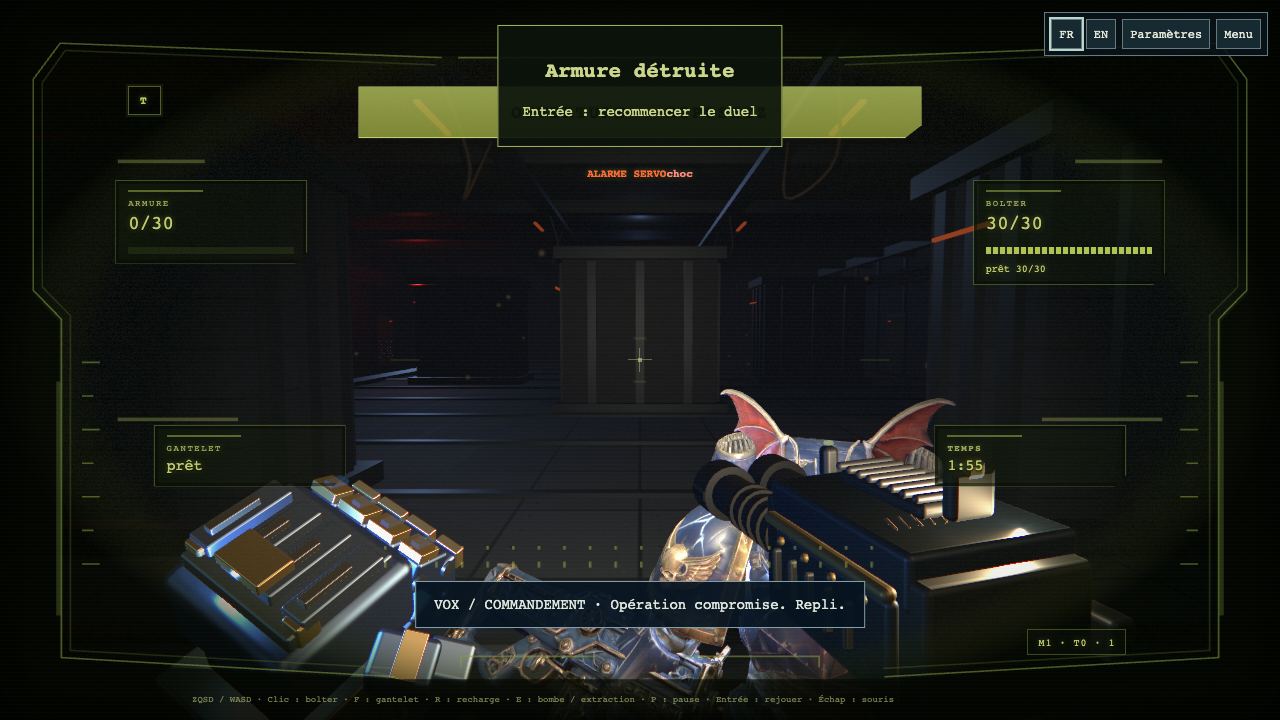 FR EN Paramètres Menu
Armure détruite
T
Entrée : recommencer le duel
ALARME SERVOchoc
ARMURE
0/30
BOLTER
30/30
prêt 30/30
GANTELET
prêt
TEMPS
1:55
VOX / COMMANDEMENT · Opération compromise. Repli.
M1 · T0 · 1
ZQSD / WASD · Clic : bolter · F : gantelet · R : recharge · E : bombe / extraction · P : pause · Entrée : rejouer · Échap : souris